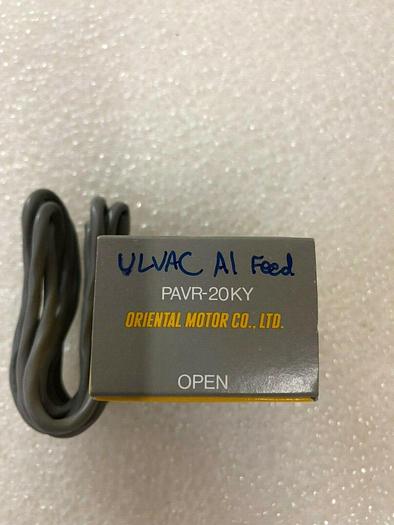 ULVAC Al Feed
PAVR-20KY
ORIENTAL MOTOR CO., LTD.
OPEN